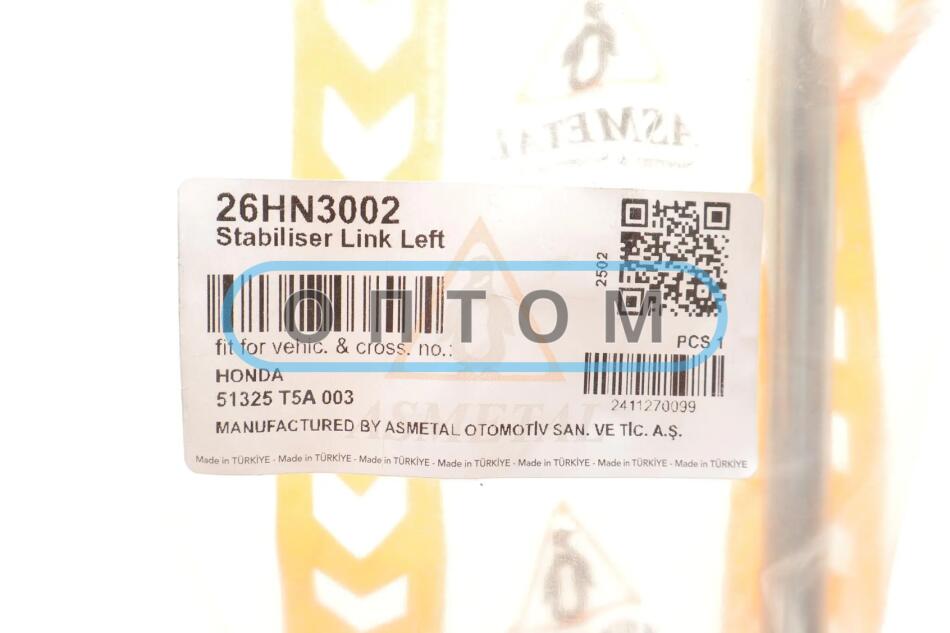 ASMETAL
26HN3002
Stabiliser Link Left
2502
ОПТОМ
fit for vehic. & cross. no.:
PCS 1
HONDA
51325 T5A 003
2411270099
ASMETAL
MANUFACTURED BY ASMETAL OTOMOTİV SAN. VE TİC. A.Ş.
Made in TÜRKİYE - Made in TÜRKİYE - Made in TÜRKİYE - Made in TÜRKİYE - Made in TÜRKİYE - Made in TÜRKİYE - Made in TÜRKİYE